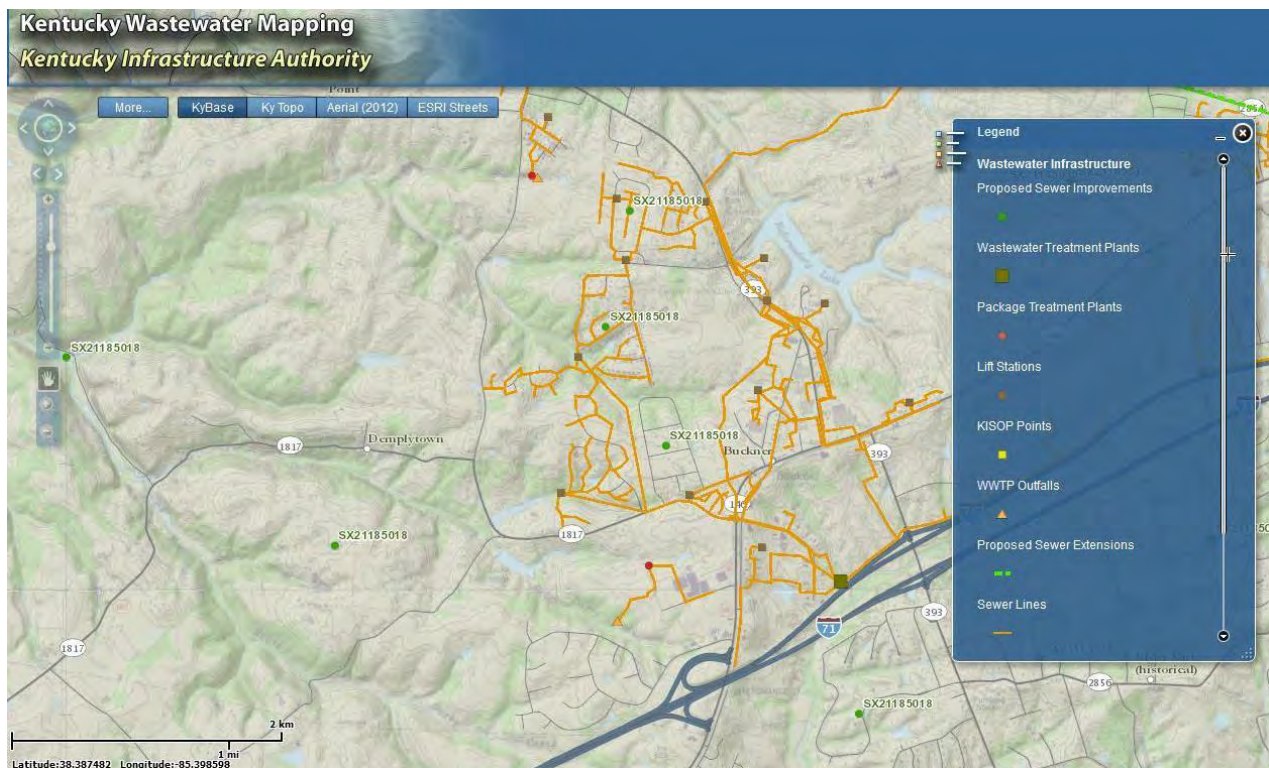 Kentucky Wastewater Mapping
Kentucky Infrastructure Authority
Point
More... KyBase Ky Topo Aerial (2012) ESRI Streets
2854
Legend
Wastewater Infrastructure
Proposed Sewer Improvements
Wastewater Treatment Plants
Package Treatment Plants
Lift Stations
KISOP Points
WWTP Outfalls
Proposed Sewer Extensions
Sewer Lines
SX21185018
393
SX21185018
SX21185018
1817
Demplytown
SX21185018
Buckner
393
146
SX21185018
1817
393
71
1817
(historical)
2856
SX21185018
2 km
1 mi
Latitude:38.387482 Longitude:-85.398598